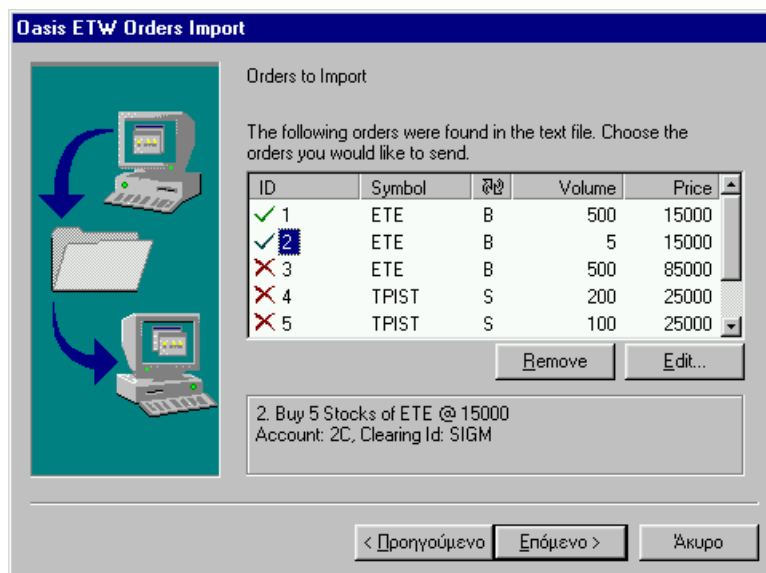 Oasis ETW Orders Import
Orders to Import
The following orders were found in the text file. Choose the
orders you would like to send.
ID Symbol Volume Price
1 ETE B 500 15000
2 ETE B 5 15000
3 ETE B 500 85000
4 TPIST S 200 25000
5 TPIST S 100 25000
Remove Edit...
2. Buy 5 Stocks of ETE @ 15000
Account: 2C, Clearing Id: SIGM
< Προηγούμενο Επόμενο > Άκυρο